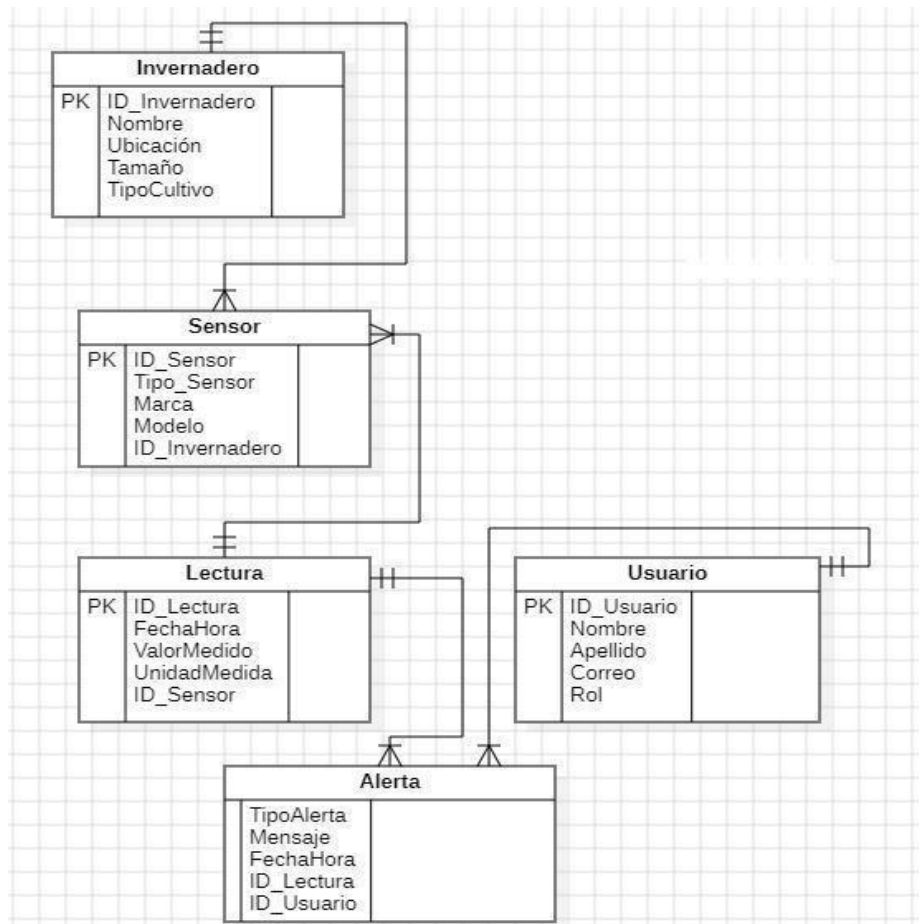 Invernadero
PK ID_Invernadero
Nombre
Ubicación
Tamaño
TipoCultivo
Sensor
PK ID_Sensor
Tipo_Sensor
Marca
Modelo
ID_Invernadero
Lectura
PK ID_Lectura
FechaHora
ValorMedido
UnidadMedida
ID_Sensor
Usuario
PK ID_Usuario
Nombre
Apellido
Correo
Rol
Alerta
TipoAlerta
Mensaje
FechaHora
ID_Lectura
ID_Usuario